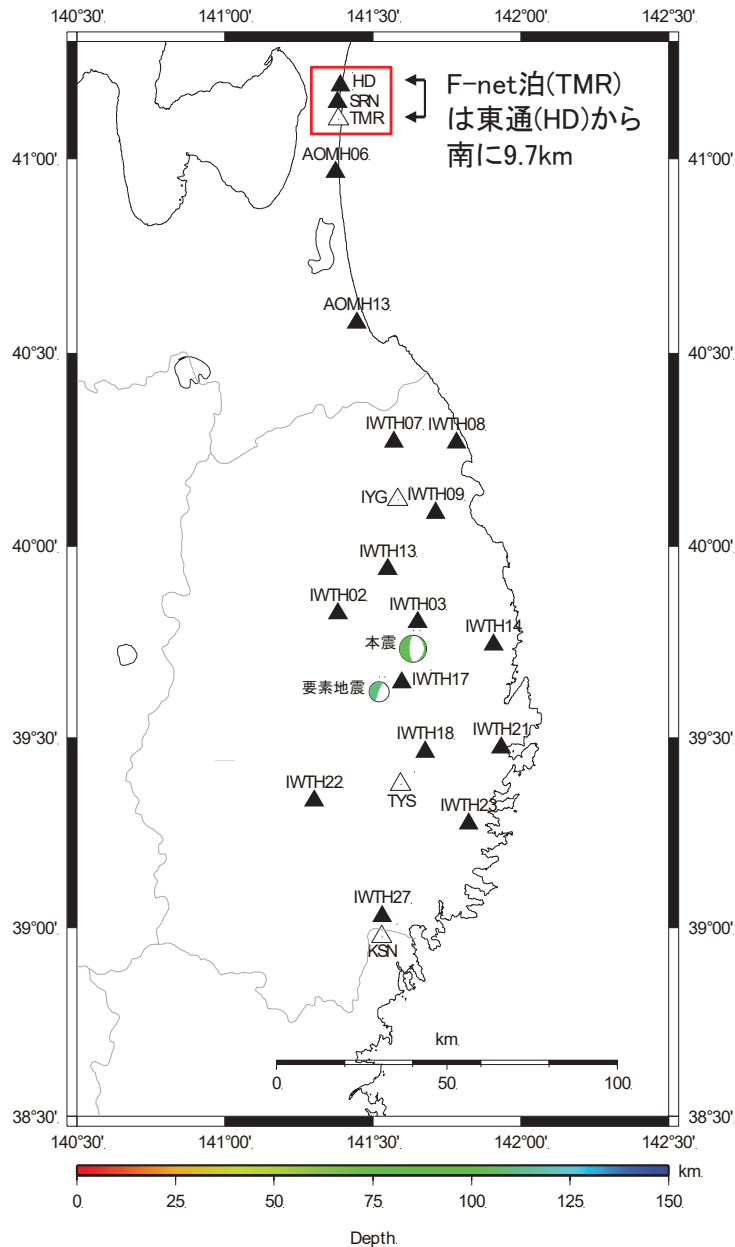 140°30'. 141°00'. 141°30'. 142°00'. 142°30'.
HD
SRN
TMR
F-net泊(TMR)
は東通(HD)から
南に9.7km
41°00'. 41°00'.
AOMH06.
AOMH13.
40°30'. 40°30'.
IWTH07. IWTH08.
IYG IWTH09.
40°00'. 40°00'.
IWTH13.
IWTH02. IWTH03.
本震 IWTH14.
要素地震 IWTH17
39°30'. 39°30'.
IWTH18. IWTH21.
IWTH22.
TYS
IWTH23.
IWTH27.
39°00'. 39°00'.
KSN
km.
0. 50. 100.
38°30'. 38°30'.
140°30'. 141°00'. 141°30'. 142°00'. 142°30'.
km.
0. 25. 50. 75. 100. 125. 150.
Depth.